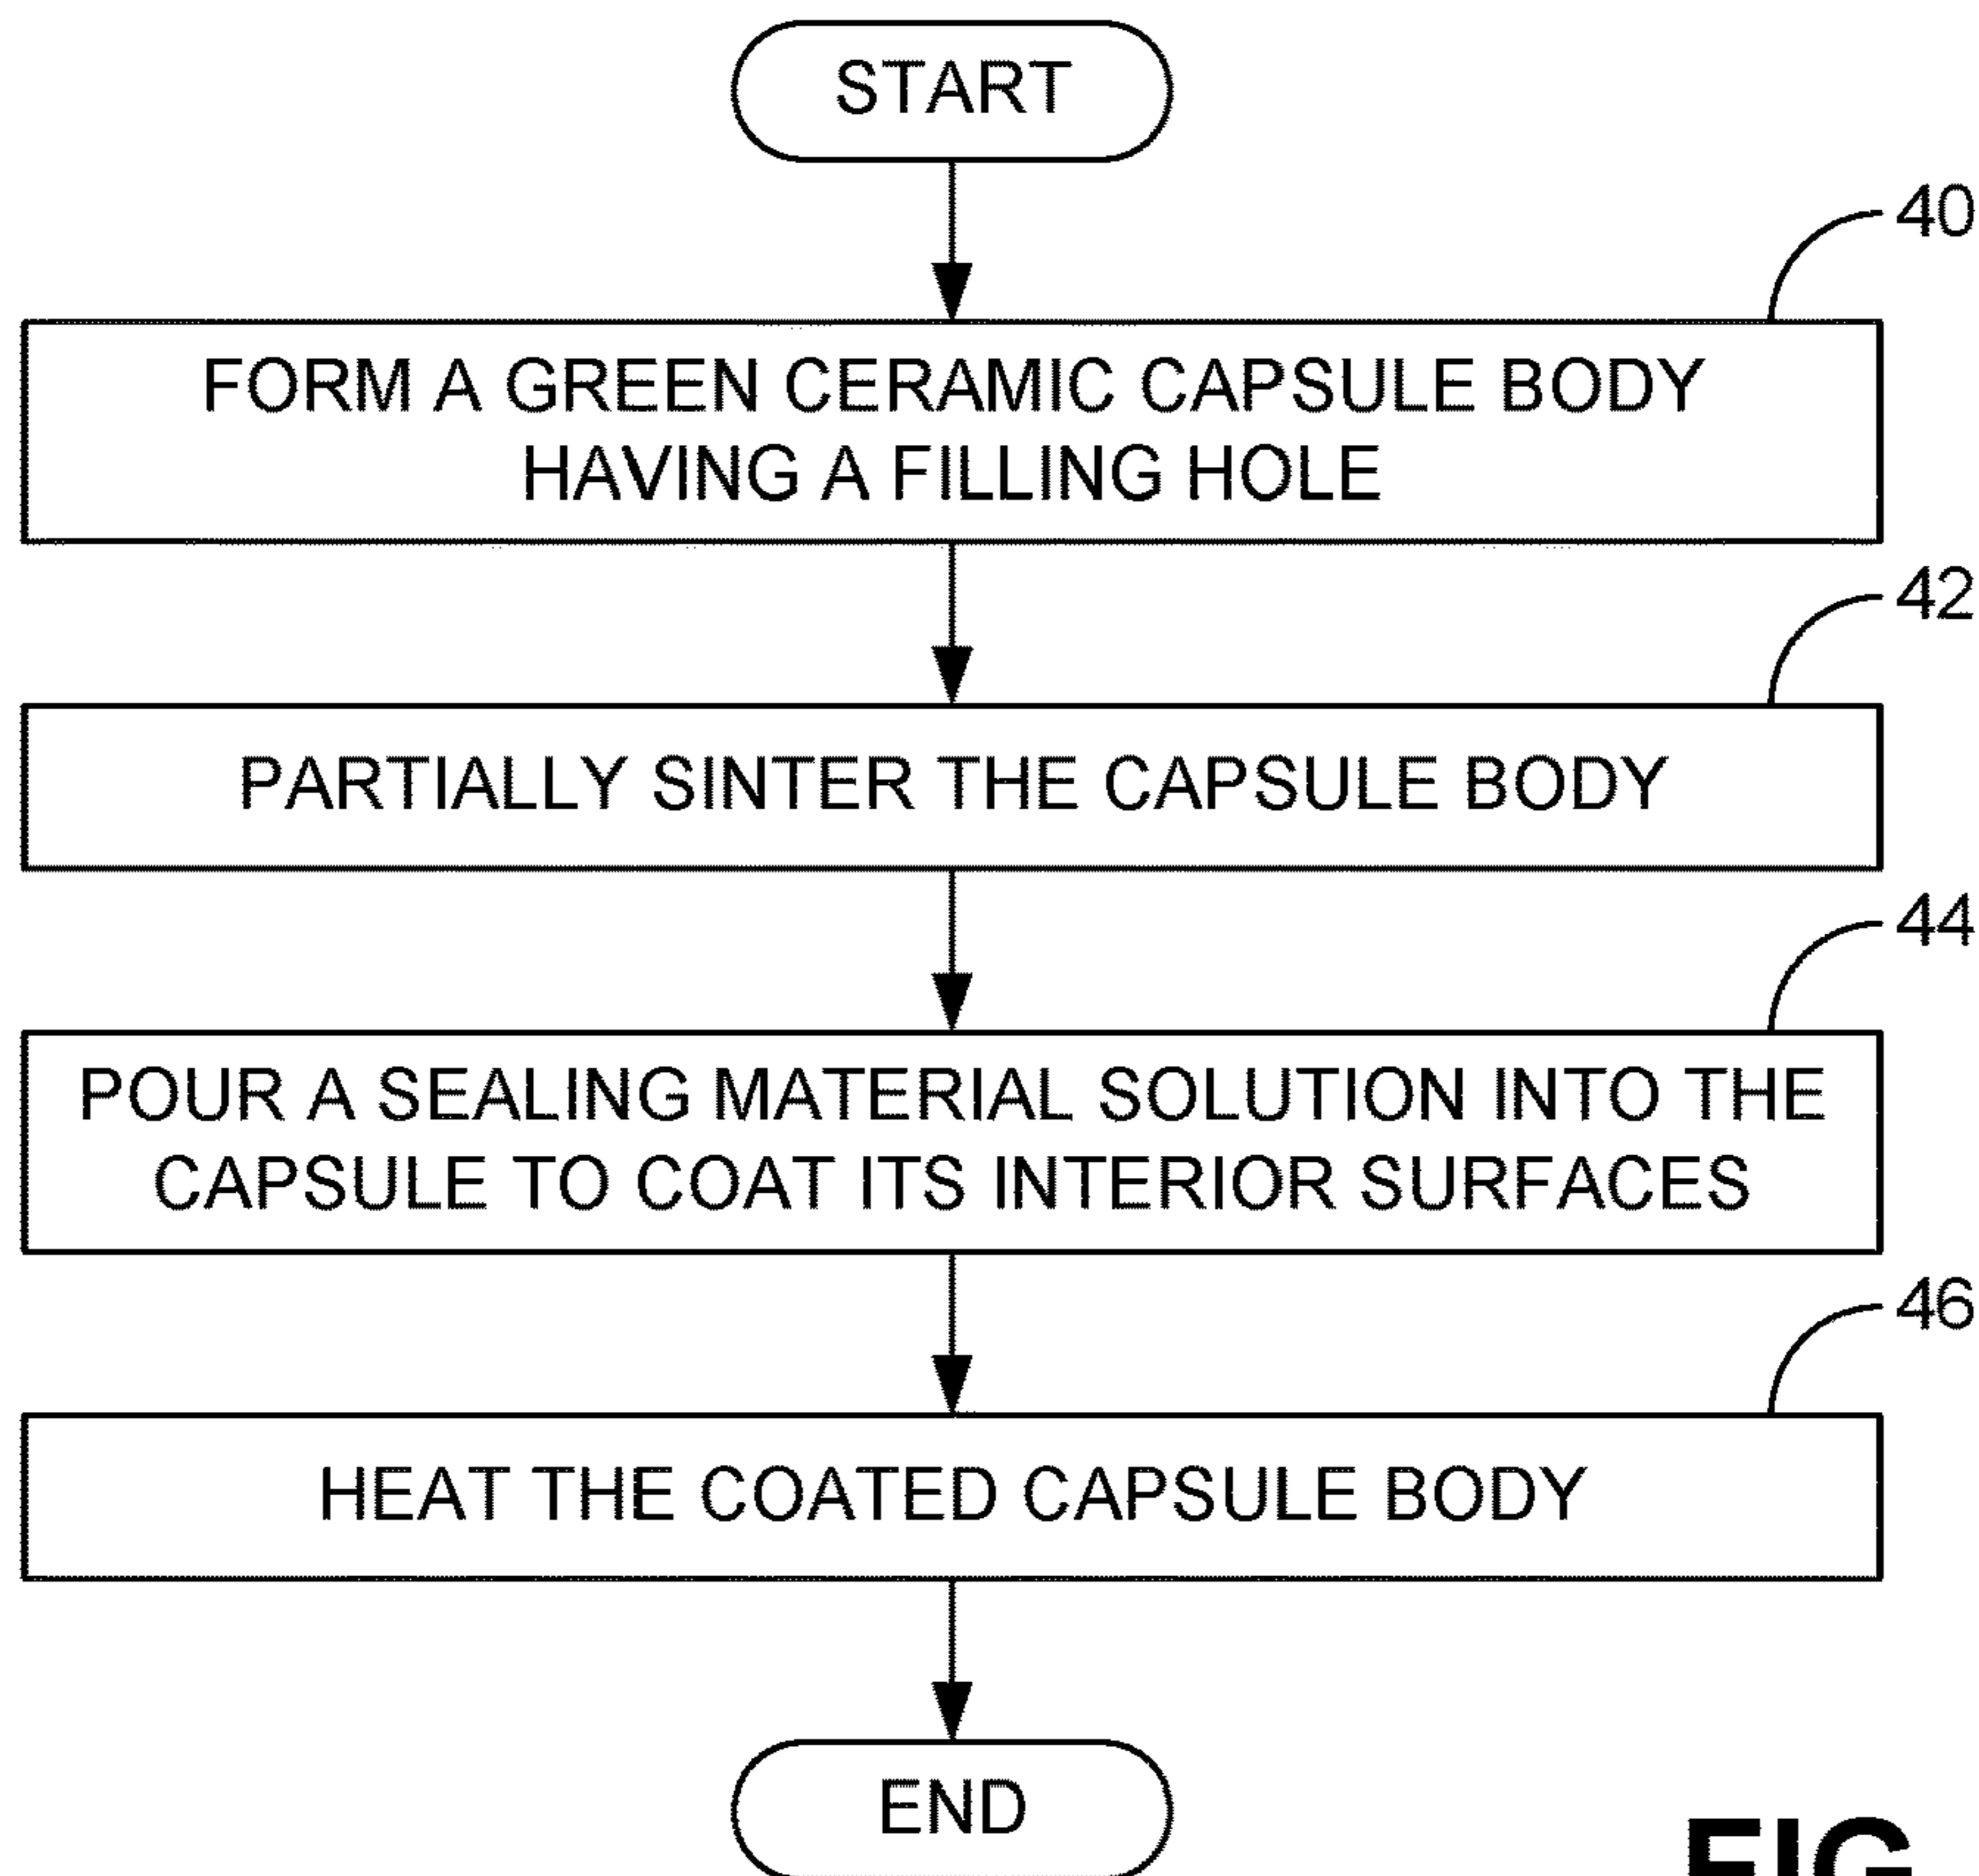 START
40
FORM A GREEN CERAMIC CAPSULE BODY
HAVING A FILLING HOLE
42
PARTIALLY SINTER THE CAPSULE BODY
44
POUR A SEALING MATERIAL SOLUTION INTO THE
CAPSULE TO COAT ITS INTERIOR SURFACES
46
HEAT THE COATED CAPSULE BODY
END
FIG